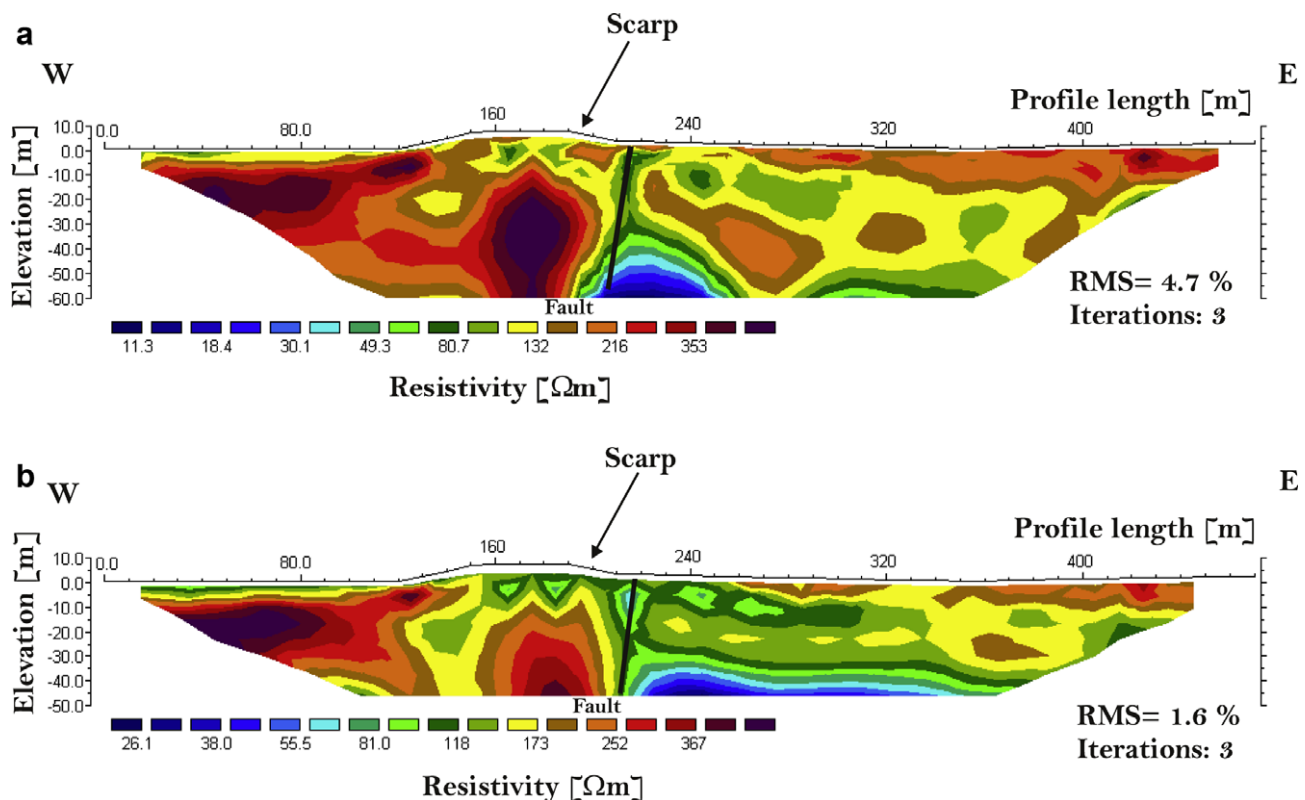 a
Scarp
W
E
Profile length [m]
0.0 80.0 160 240 320 400
Elevation [m]
10.0
0.0
-10.0
-20.0
-30.0
-40.0
-50.0
-60.0
RMS= 4.7 %
Iterations: 3
Fault
11.3 18.4 30.1 49.3 80.7 132 216 353
Resistivity [Ωm]
b
Scarp
W
E
Profile length [m]
0.0 80.0 160 240 320 400
Elevation [m]
10.0
0.0
-10.0
-20.0
-30.0
-40.0
-50.0
RMS= 1.6 %
Iterations: 3
Fault
26.1 38.0 55.5 81.0 118 173 252 367
Resistivity [Ωm]